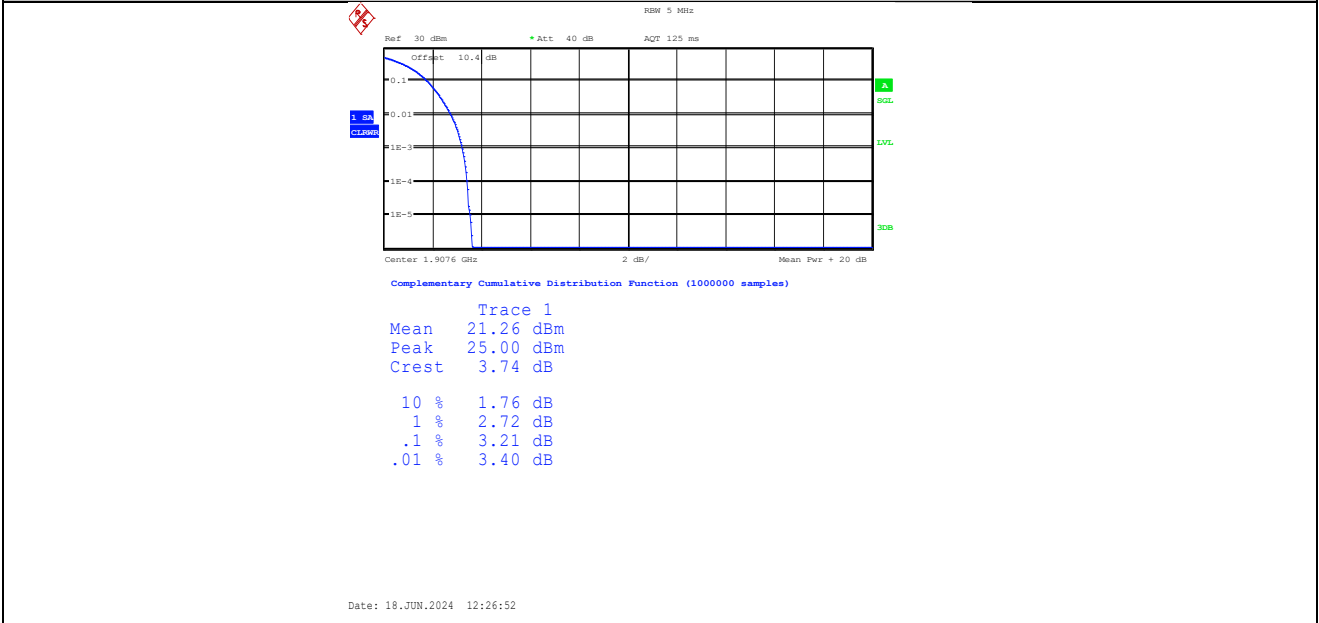 RBW 5 MHz
Ref 30 dBm * Att 40 dB AQT 125 ms
Offset 10.4 dB
0.1
A
SGL
1 SA
0.01
CLRWR
1E-3
LVL
1E-4
1E-5
3DB
Center 1.9076 GHz 2 dB/ Mean Pwr + 20 dB
Complementary Cumulative Distribution Function (1000000 samples)
Trace 1
Mean 21.26 dBm
Peak 25.00 dBm
Crest 3.74 dB
10 % 1.76 dB
1 % 2.72 dB
.1 % 3.21 dB
.01 % 3.40 dB
Date: 18.JUN.2024 12:26:52